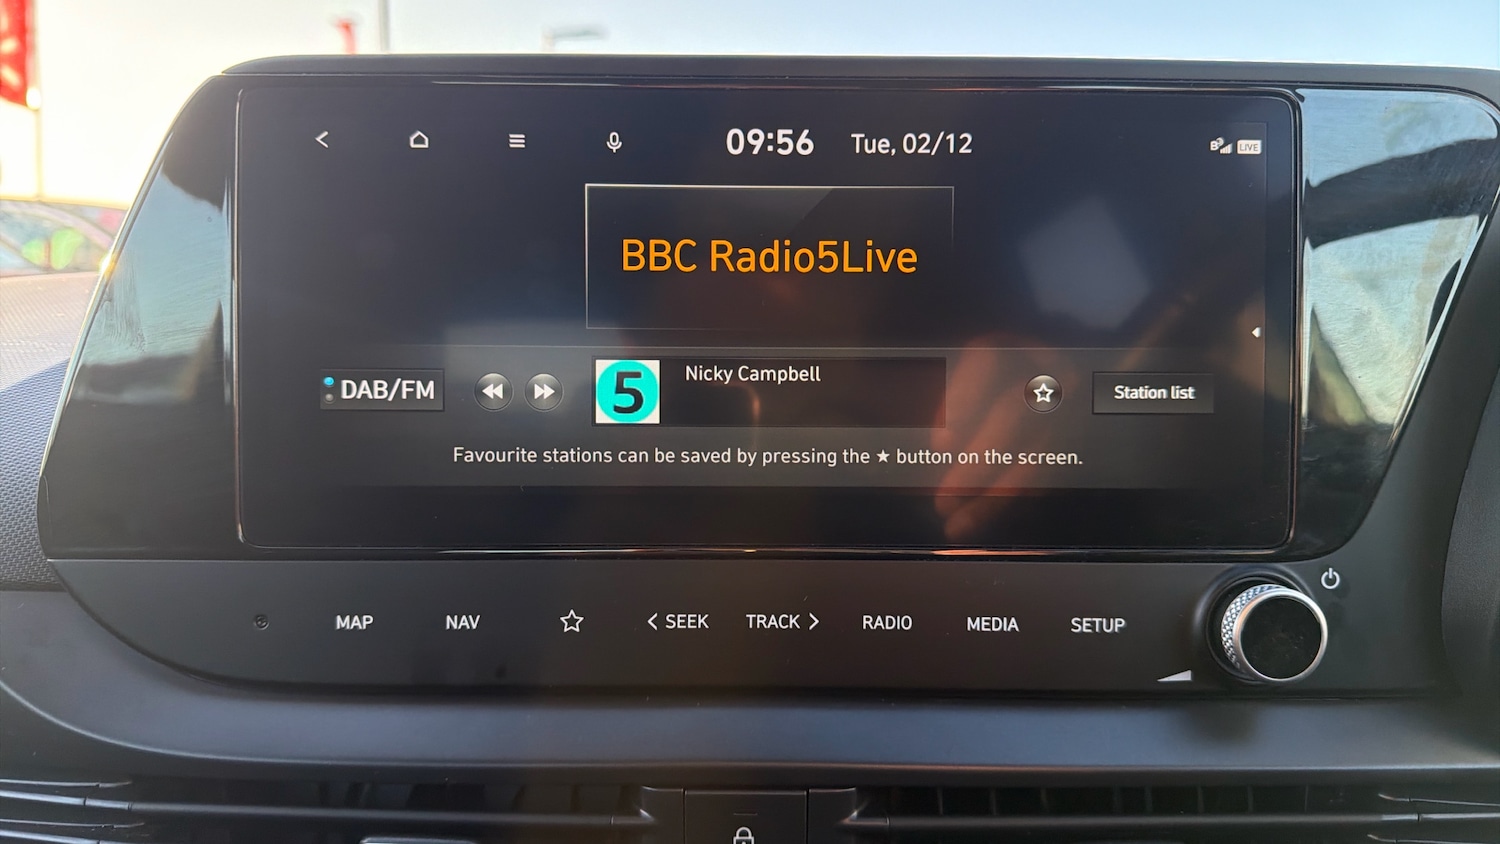 09:56 Tue, 02/12
LIVE
BBC Radio5Live
DAB/FM
5
Nicky Campbell
Station list
Favourite stations can be saved by pressing the ★ button on the screen.
MAP NAV ☆ < SEEK TRACK > RADIO MEDIA SETUP